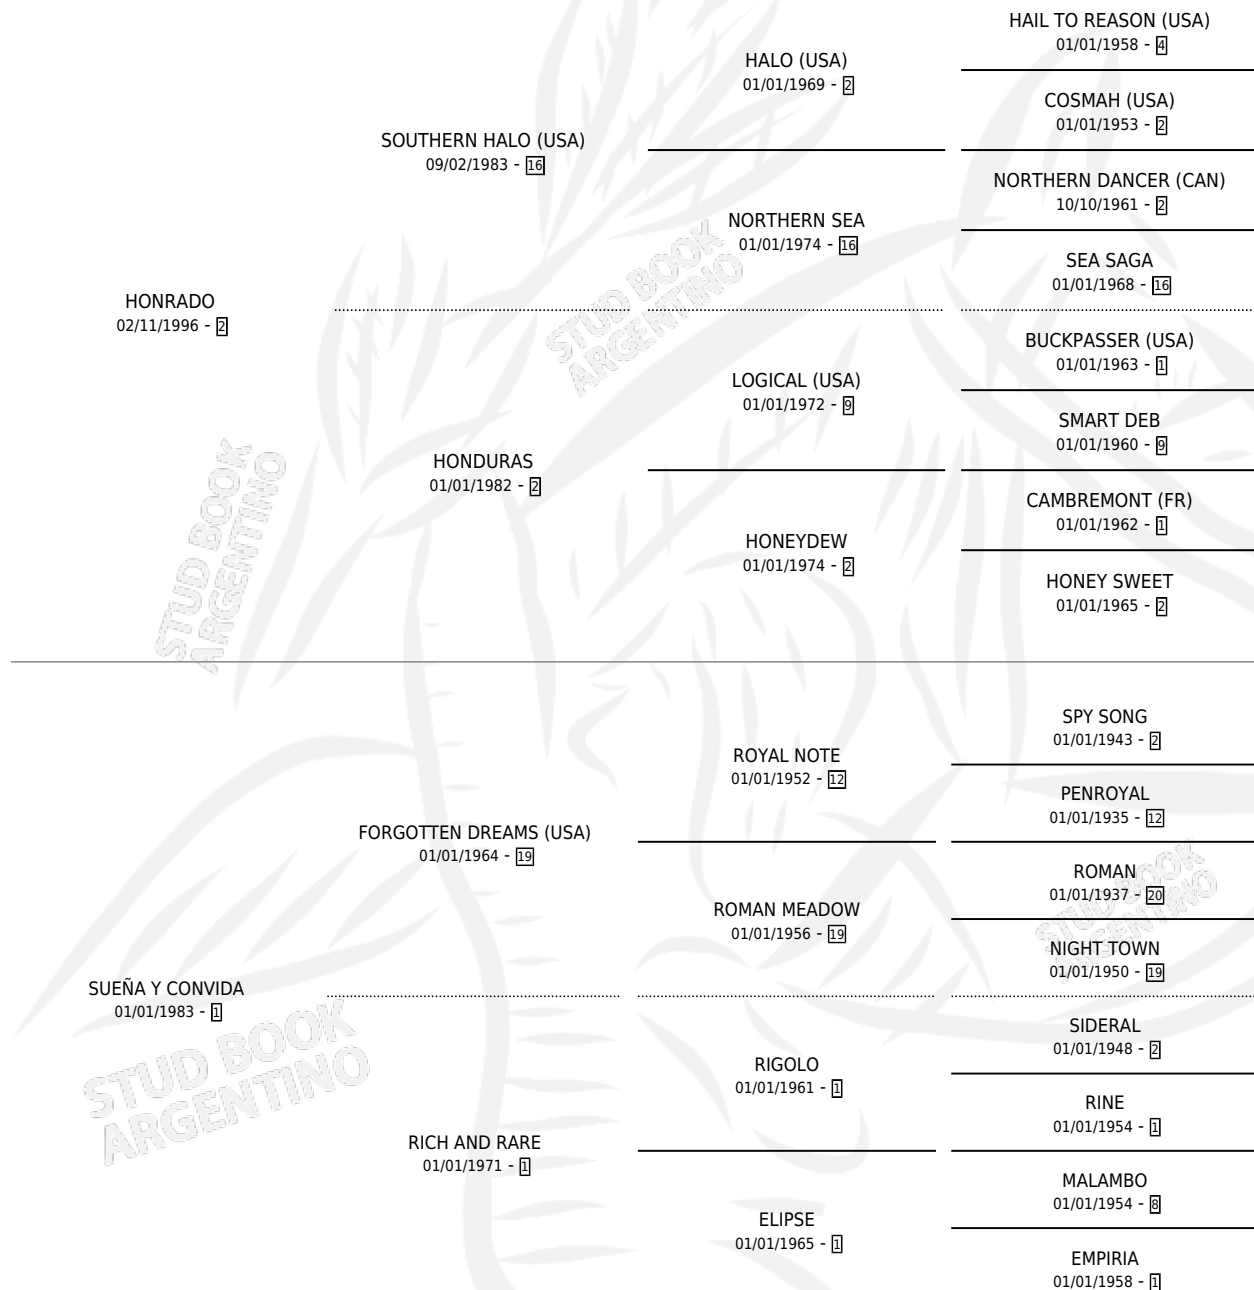 HAIL TO REASON (USA)
01/01/1958 - 4
HALO (USA)
01/01/1969 - 2
COSMAH (USA)
01/01/1953 - 2
SOUTHERN HALO (USA)
09/02/1983 - 16
NORTHERN DANCER (CAN)
10/10/1961 - 2
NORTHERN SEA
01/01/1974 - 16
SEA SAGA
01/01/1968 - 16
HONRADO
02/11/1996 - 2
STUD BOOK
ARGENTINO
BUCKPASSER (USA)
01/01/1963 - 1
LOGICAL (USA)
01/01/1972 - 9
SMART DEB
01/01/1960 - 9
HONDURAS
01/01/1982 - 2
CAMBREMONT (FR)
01/01/1962 - 1
HONEYDEW
01/01/1974 - 2
HONEY SWEET
01/01/1965 - 2
STUD BOOK
ARGENTINO
SPY SONG
01/01/1943 - 2
ROYAL NOTE
01/01/1952 - 12
PENROYAL
01/01/1935 - 12
FORGOTTEN DREAMS (USA)
01/01/1964 - 19
ROMAN
01/01/1937 - 20
ROMAN MEADOW
01/01/1956 - 19
NIGHT TOWN
01/01/1950 - 19
STUD BOOK
ARGENTINO
SUEÑA Y CONVIDA
01/01/1983 - 1
SIDERAL
01/01/1948 - 2
RIGOLO
01/01/1961 - 1
RINE
01/01/1954 - 1
STUD BOOK
ARGENTINO
RICH AND RARE
01/01/1971 - 1
MALAMBO
01/01/1954 - 8
ELIPSE
01/01/1965 - 1
EMPIRIA
01/01/1958 - 1